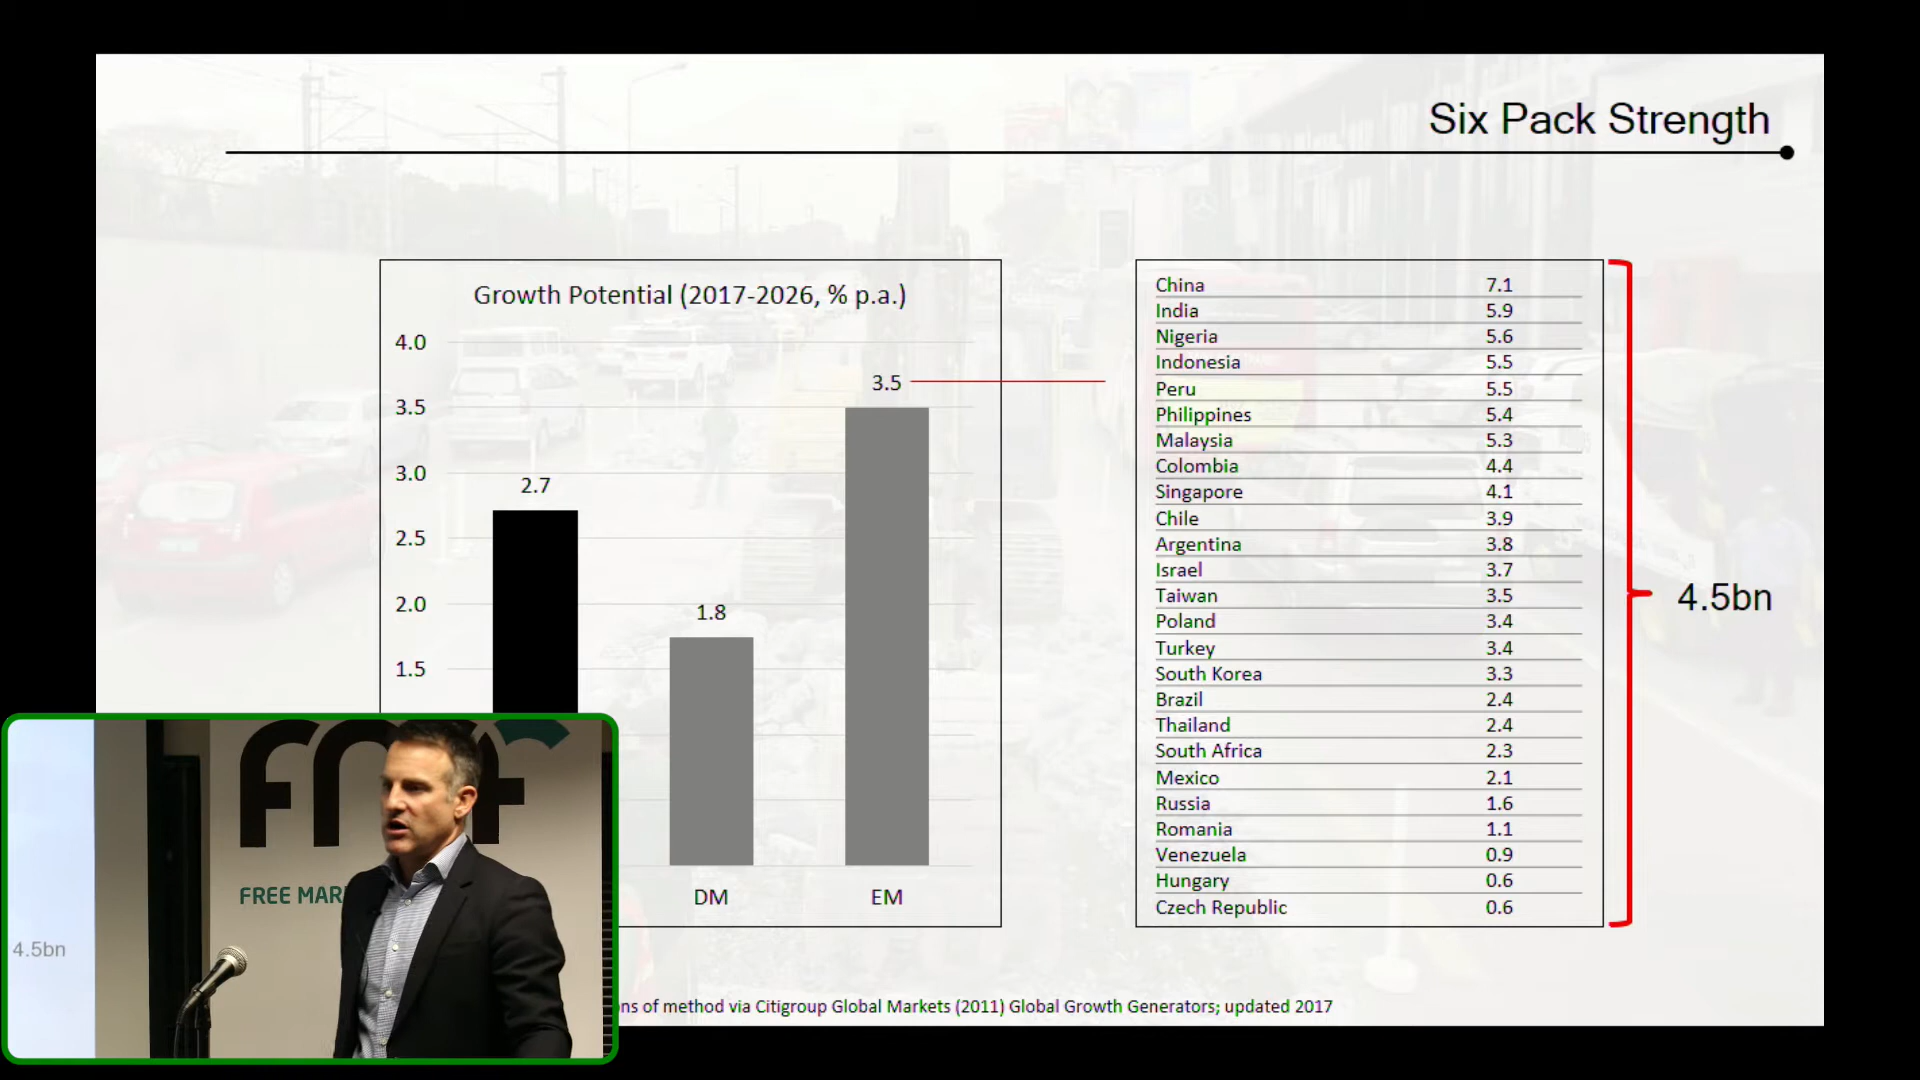 Six Pack Strength
Growth Potential (2017-2026, % p.a.)
4.0
3.5
3.0
2.5
2.0
1.5
2.7
1.8
3.5
DM
EM
China 7.1
India 5.9
Nigeria 5.6
Indonesia 5.5
Peru 5.5
Philippines 5.4
Malaysia 5.3
Colombia 4.4
Singapore 4.1
Chile 3.9
Argentina 3.8
Israel 3.7
Taiwan 3.5
Poland 3.4
Turkey 3.4
South Korea 3.3
Brazil 2.4
Thailand 2.4
South Africa 2.3
Mexico 2.1
Russia 1.6
Romania 1.1
Venezuela 0.9
Hungary 0.6
Czech Republic 0.6
4.5bn
of method via Citigroup Global Markets (2011) Global Growth Generators; updated 2017
FREE
4.5bn